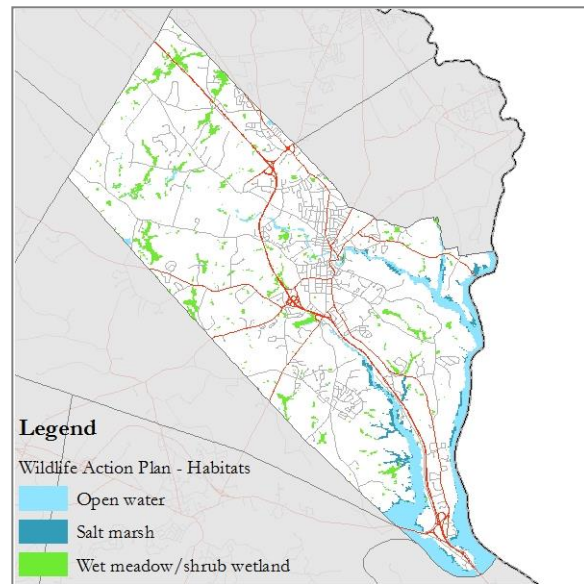 Legend
Wildlife Action Plan - Habitats
Open water
Salt marsh
Wet meadow/shrub wetland